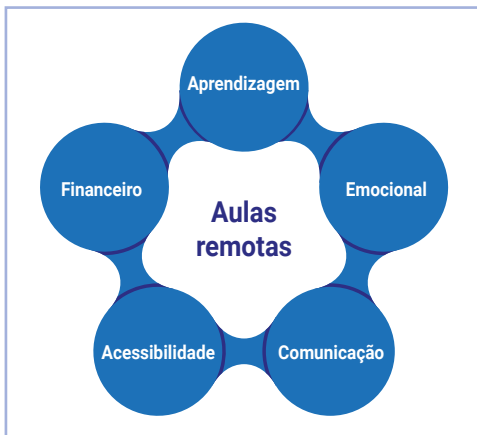 Aprendizagem
Financeiro
Emocional
Aulas
remotas
Acessibilidade
Comunicação